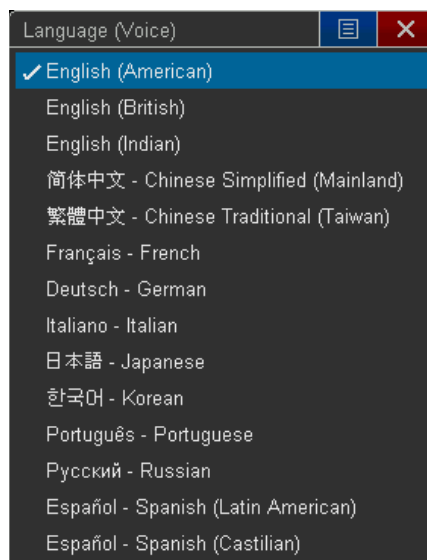 Language (Voice)
English (American)
English (British)
English (Indian)
简体中文 - Chinese Simplified (Mainland)
繁體中文 - Chinese Traditional (Taiwan)
Français - French
Deutsch - German
Italiano - Italian
日本語 - Japanese
한국어 - Korean
Português - Portuguese
Русский - Russian
Español - Spanish (Latin American)
Español - Spanish (Castilian)